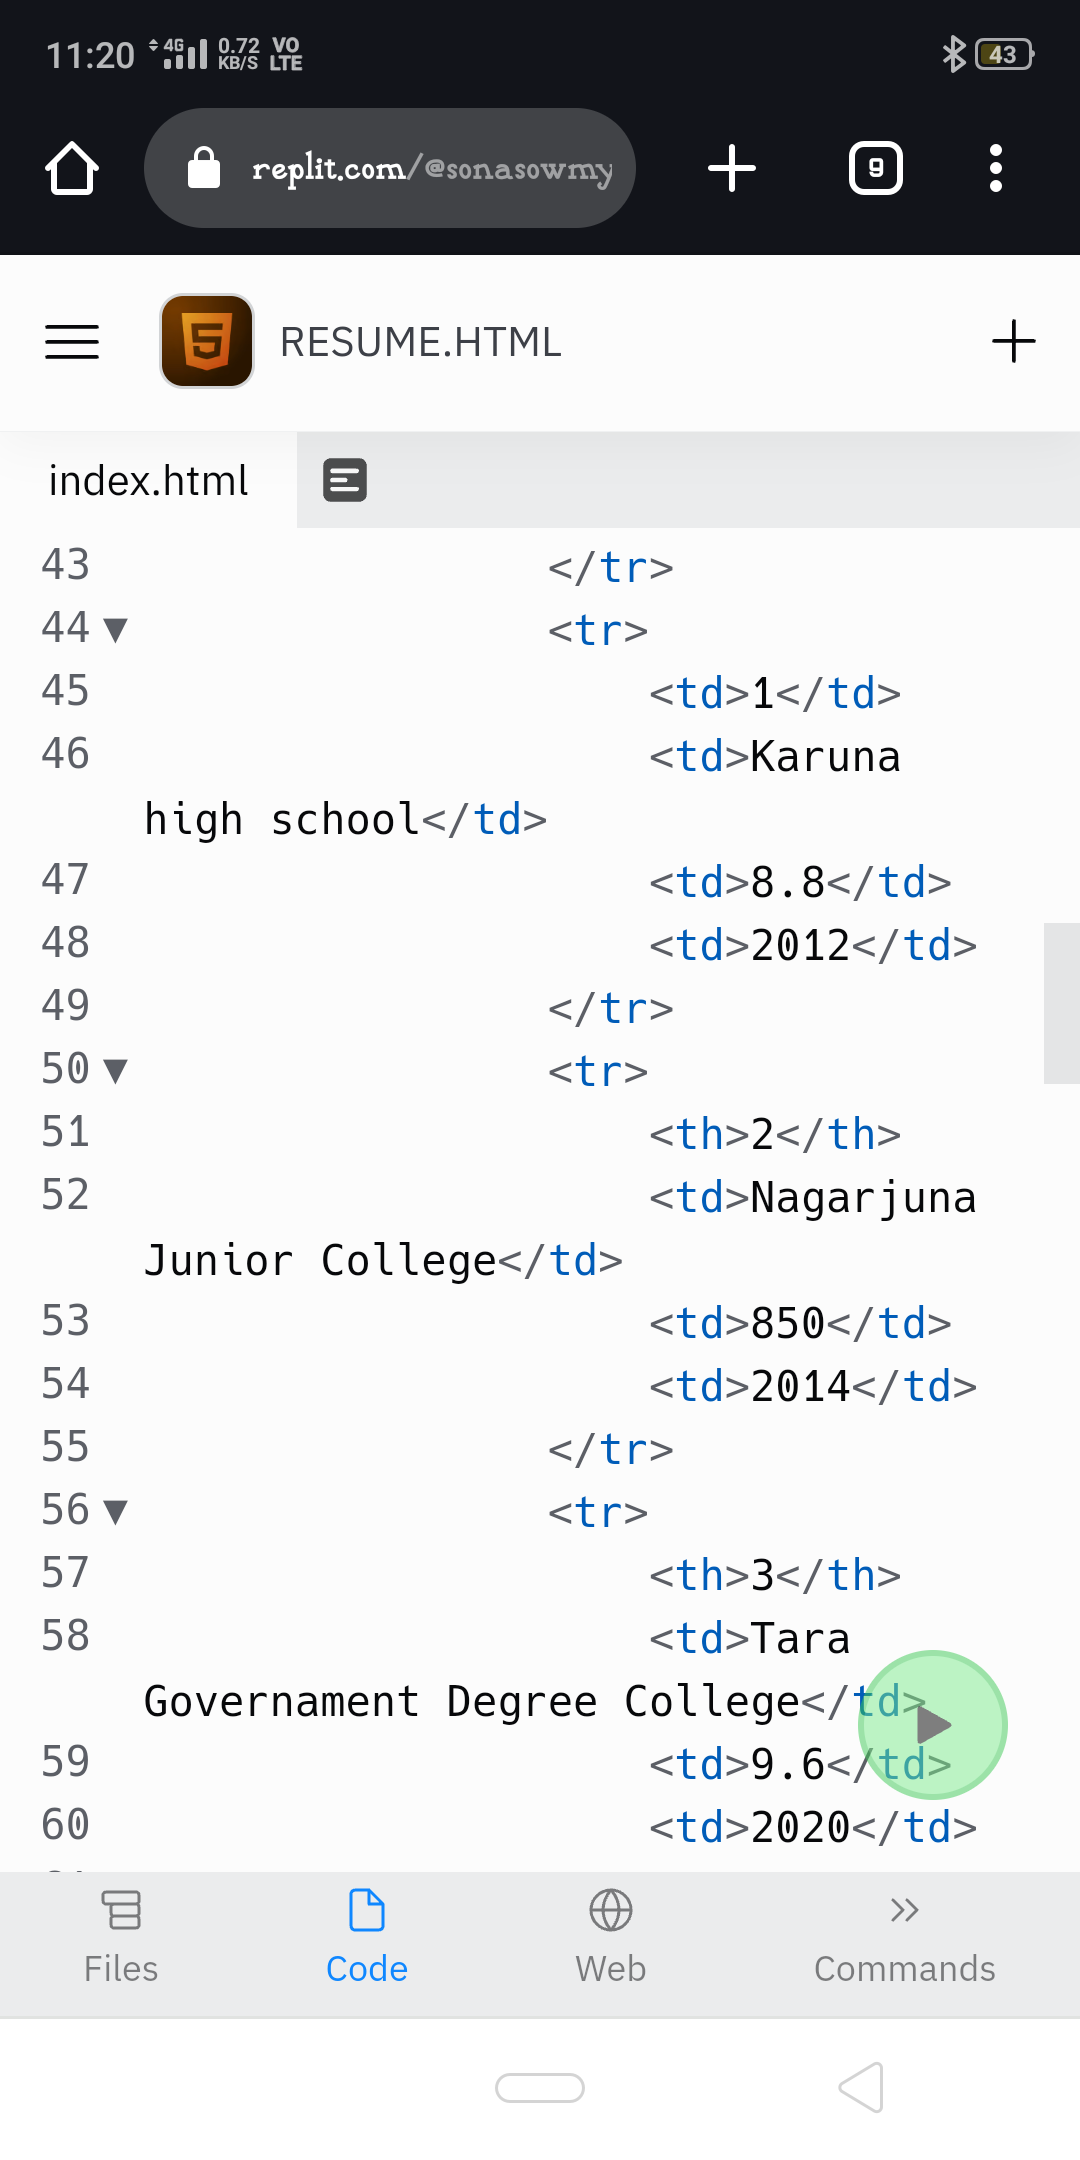 11:20 4G 0.72 KB/S VO LTE 43
replit.com/@sonasowmy
9
RESUME.HTML
index.html
43 </tr>
44 <tr>
45 <td>1</td>
46 <td>Karuna
high school</td>
47 <td>8.8</td>
48 <td>2012</td>
49 </tr>
50 <tr>
51 <th>2</th>
52 <td>Nagarjuna
Junior College</td>
53 <td>850</td>
54 <td>2014</td>
55 </tr>
56 <tr>
57 <th>3</th>
58 <td>Tara
Governament Degree College</td>
59 <td>9.6</td>
60 <td>2020</td>
Files Code Web Commands